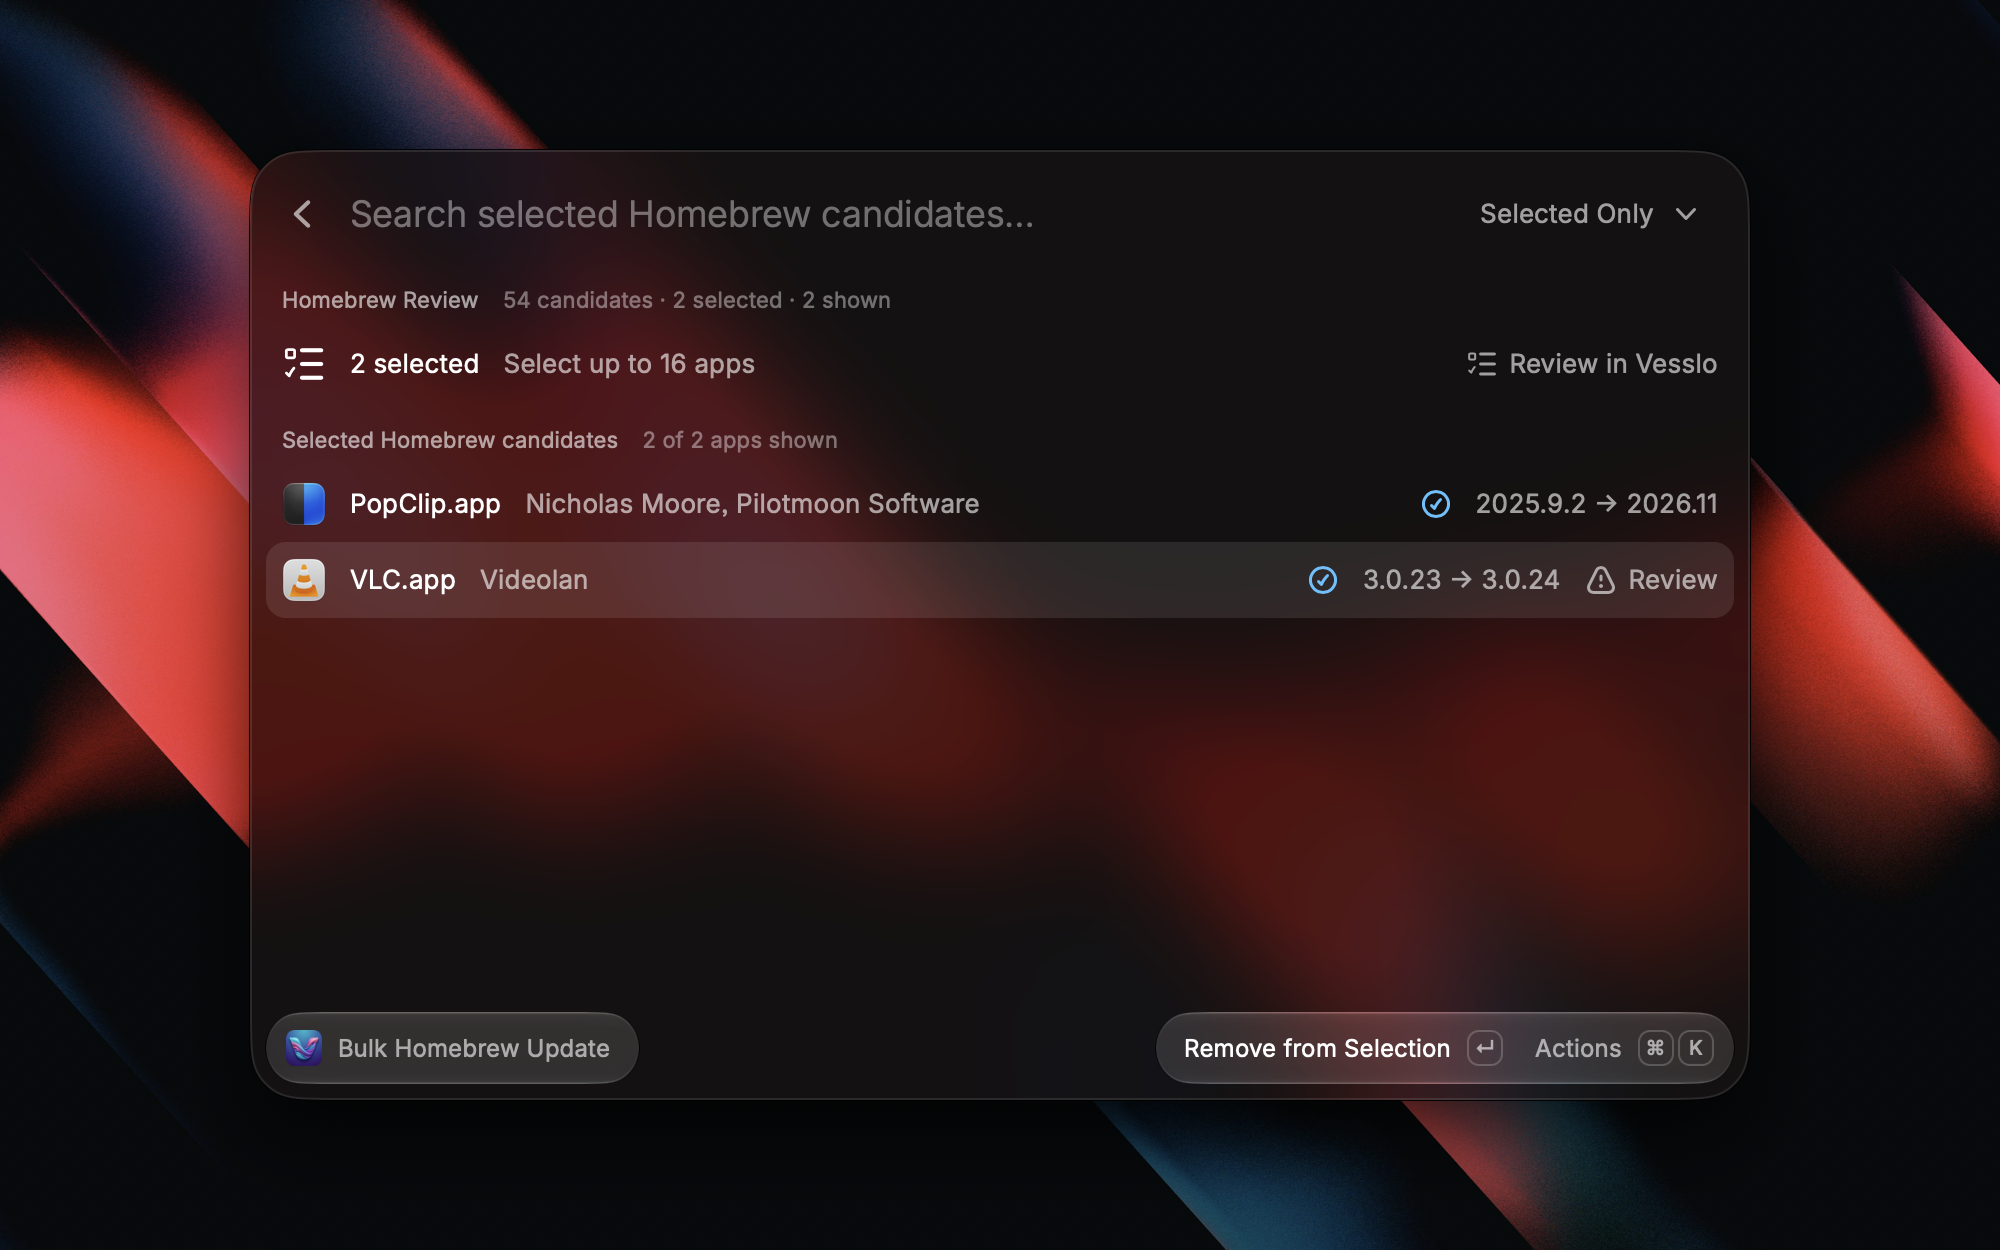 Search selected Homebrew candidates... Selected Only
Homebrew Review 54 candidates · 2 selected · 2 shown
2 selected Select up to 16 apps Review in Vesslo
Selected Homebrew candidates 2 of 2 apps shown
PopClip.app Nicholas Moore, Pilotmoon Software 2025.9.2 → 2026.11
VLC.app Videolan 3.0.23 → 3.0.24 Review
Bulk Homebrew Update Remove from Selection ↵ Actions ⌘ K